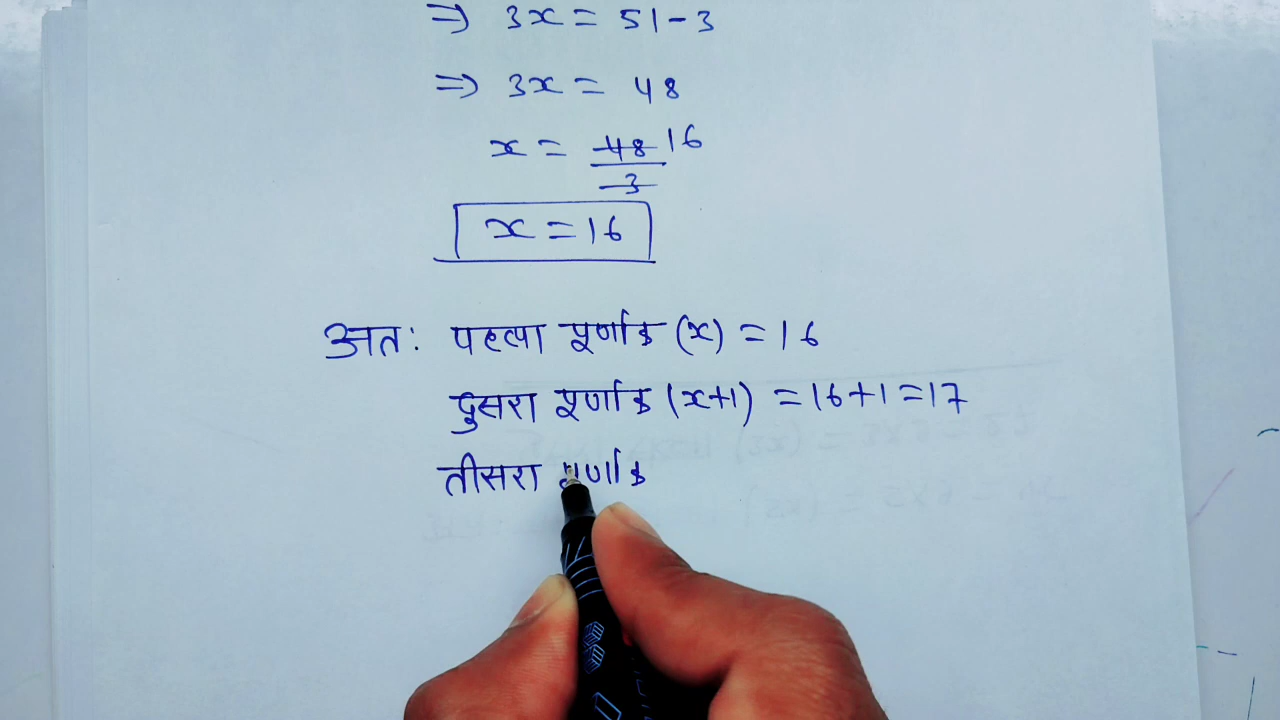 ⇒ 3x = 51-3
⇒ 3x = 48
x = 48/3 16
x = 16
अतः पहला पूर्णांक (x) = 16
दुसरा पूर्णांक (x+1) = 16+1=17
तीसरा पूर्णांक